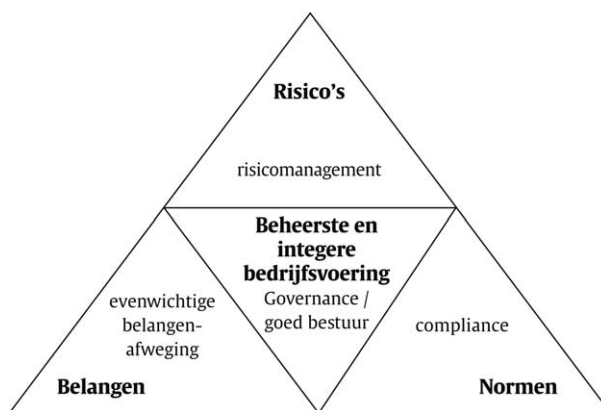 Risico's
risicomanagement
Beheerste en
integere
bedrijfsvoering
Governance /
goed bestuur
evenwichtige
belangen-
afweging
compliance
Belangen
Normen